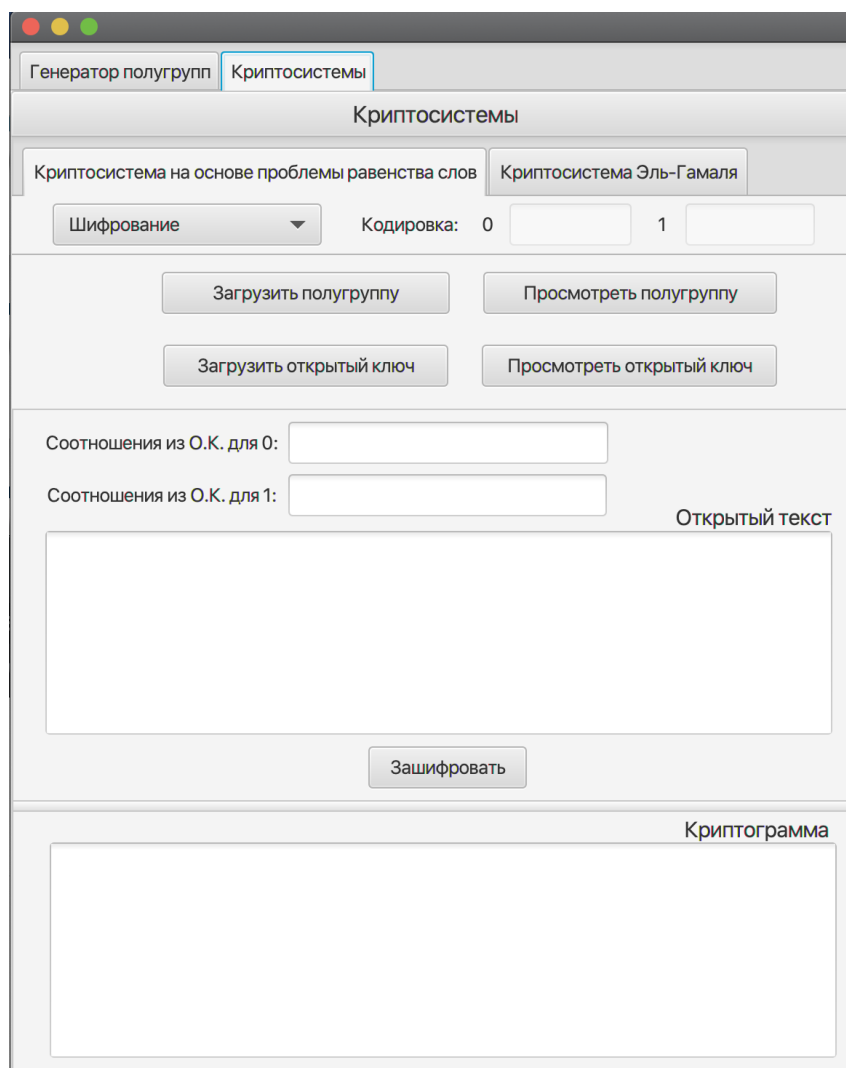 Генератор полугрупп Криптосистемы
Криптосистемы
Криптосистема на основе проблемы равенства слов Криптосистема Эль-Гамаля
Шифрование Кодировка: 0 1
Загрузить полугруппу Просмотреть полугруппу
Загрузить открытый ключ Просмотреть открытый ключ
Соотношения из О.К. для 0:
Соотношения из О.К. для 1:
Открытый текст
Зашифровать
Криптограмма